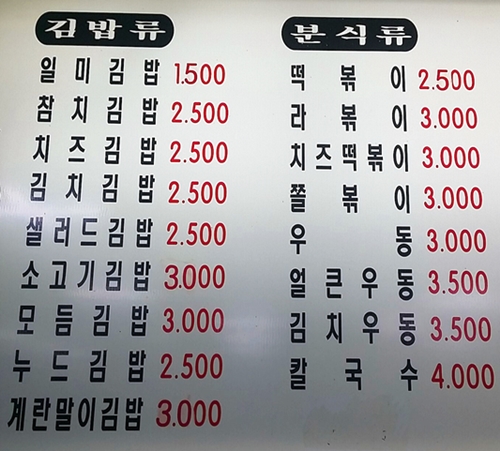 김밥류
일미김밥 1.500
참치김밥 2.500
치즈김밥 2.500
김치김밥 2.500
샐러드김밥 2.500
소고기김밥 3.000
모듬김밥 3.000
누드김밥 2.500
계란말이김밥 3.000
분식류
떡볶이 2.500
라볶이 3.000
치즈떡볶이 3.000
쫄볶이 3.000
우동 3.000
얼큰우동 3.500
김치우동 3.500
칼국수 4.000